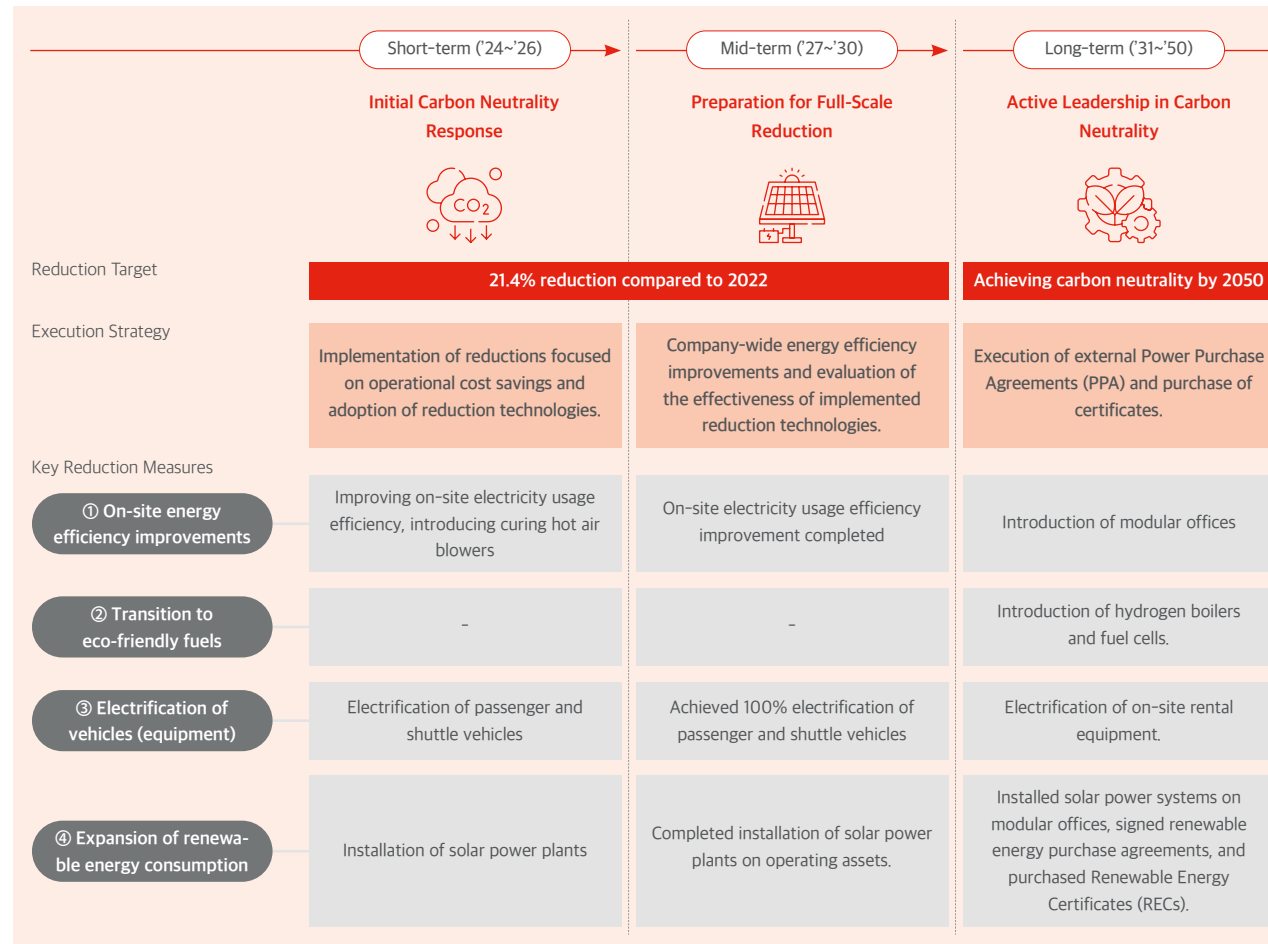 Short-term (’24~’26)
Mid-term (’27~’30)
Long-term (’31~’50)
Initial Carbon Neutrality
Response
Preparation for Full-Scale
Reduction
Active Leadership in Carbon
Neutrality
CO2
Reduction Target
21.4% reduction compared to 2022
Achieving carbon neutrality by 2050
Execution Strategy
Implementation of reductions focused
on operational cost savings and
adoption of reduction technologies.
Company-wide energy efficiency
improvements and evaluation of
the effectiveness of implemented
reduction technologies.
Execution of external Power Purchase
Agreements (PPA) and purchase of
certificates.
Key Reduction Measures
① On-site energy
efficiency improvements
Improving on-site electricity usage
efficiency, introducing curing hot air
blowers
On-site electricity usage efficiency
improvement completed
Introduction of modular offices
② Transition to
eco-friendly fuels
-
-
Introduction of hydrogen boilers
and fuel cells.
③ Electrification of
vehicles (equipment)
Electrification of passenger and
shuttle vehicles
Achieved 100% electrification of
passenger and shuttle vehicles
Electrification of on-site rental
equipment.
④ Expansion of renewa-
ble energy consumption
Installation of solar power plants
Completed installation of solar power
plants on operating assets.
Installed solar power systems on
modular offices, signed renewable
energy purchase agreements, and
purchased Renewable Energy
Certificates (RECs).